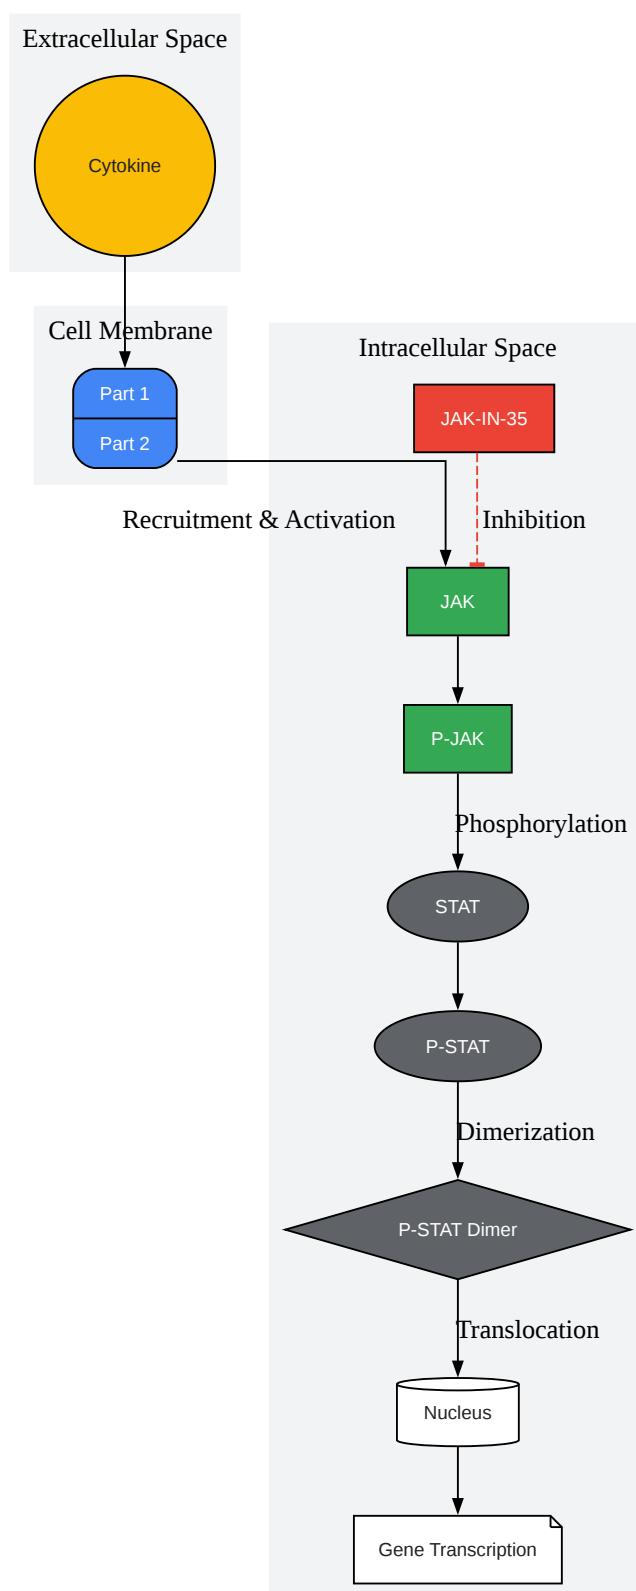 Extracellular Space
Cytokine
Cell Membrane
Part 1
Part 2
Intracellular Space
JAK-IN-35
Recruitment & Activation
Inhibition
JAK
P-JAK
Phosphorylation
STAT
P-STAT
Dimerization
P-STAT Dimer
Translocation
Nucleus
Gene Transcription